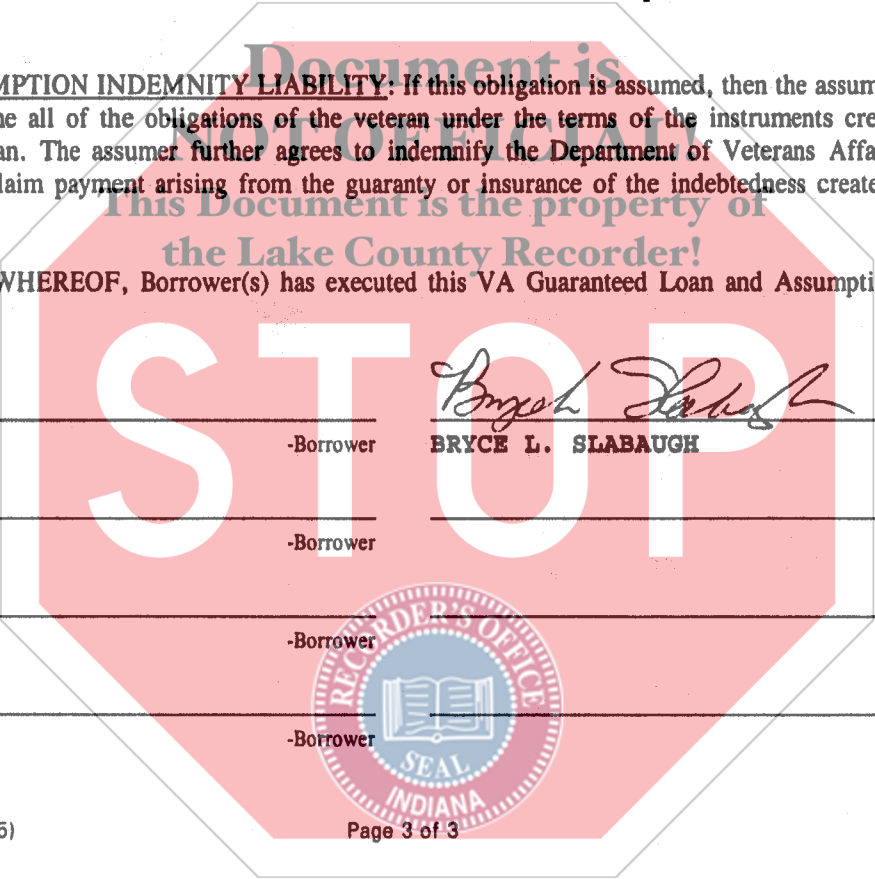 Document is
MPTION INDEMNITY LIABILITY: If this obligation is assumed, then the assum
ne all of the obligations of the veteran under the terms of the instruments cre
NOT OFFICIAL!
an. The assumer further agrees to indemnify the Department of Veterans Affa
laim payment arising from the guaranty or insurance of the indebtedness create
This Document is the property of
the Lake County Recorder!
WHEREOF, Borrower(s) has executed this VA Guaranteed Loan and Assumpti
STOP
-Borrower BRYCE L. SLABAUGH
-Borrower
-Borrower
-Borrower
RECORDER'S OFFICE
SEAL
INDIANA
5) Page 3 of 3